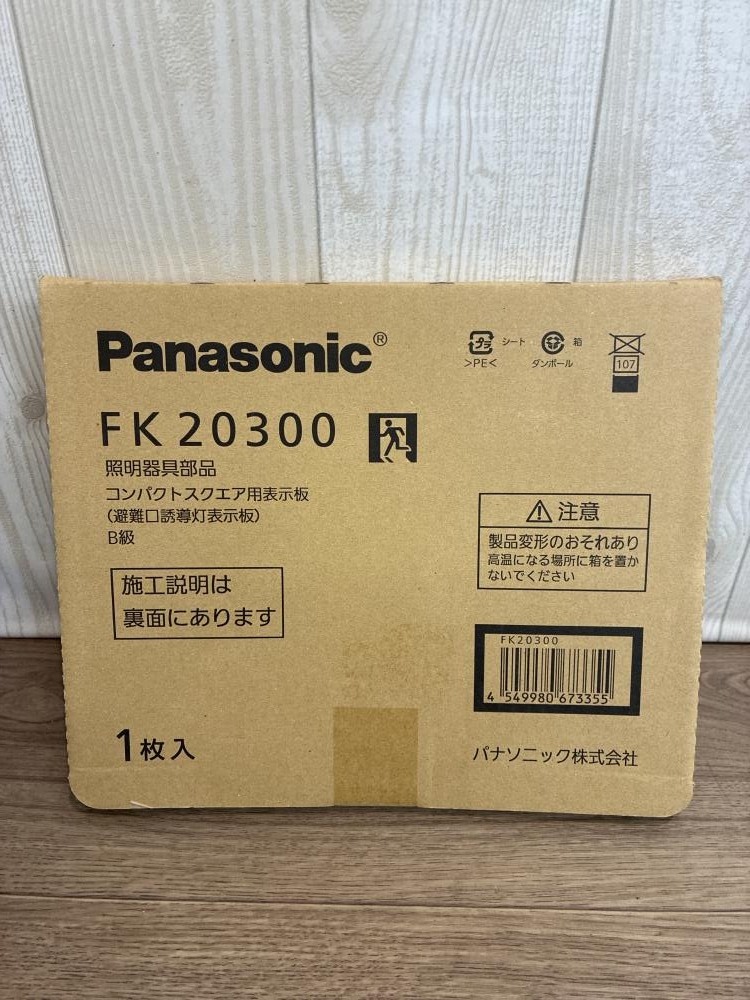 Panasonic®
プラ シート 箱
>PE< ダンボール
107
FK20300
照明器具部品
コンパクトスクエア用表示板
(避難口誘導灯表示板)
B級
施工説明は
裏面にあります
注意
製品変形のおそれあり
高温になる場所に箱を置か
ないでください
FK20300
4 549980 673355
1枚入
パナソニック株式会社